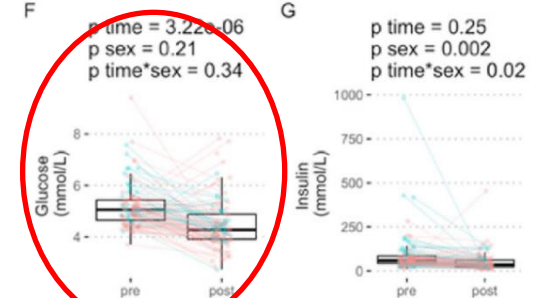 F
p time = 3.22e-06
p sex = 0.21
p time*sex = 0.34
Glucose
(mmol/L)
8
6
4
pre
post
G
p time = 0.25
p sex = 0.002
p time*sex = 0.02
Insulin
(mmol/L)
1000
750
500
250
0
pre
post